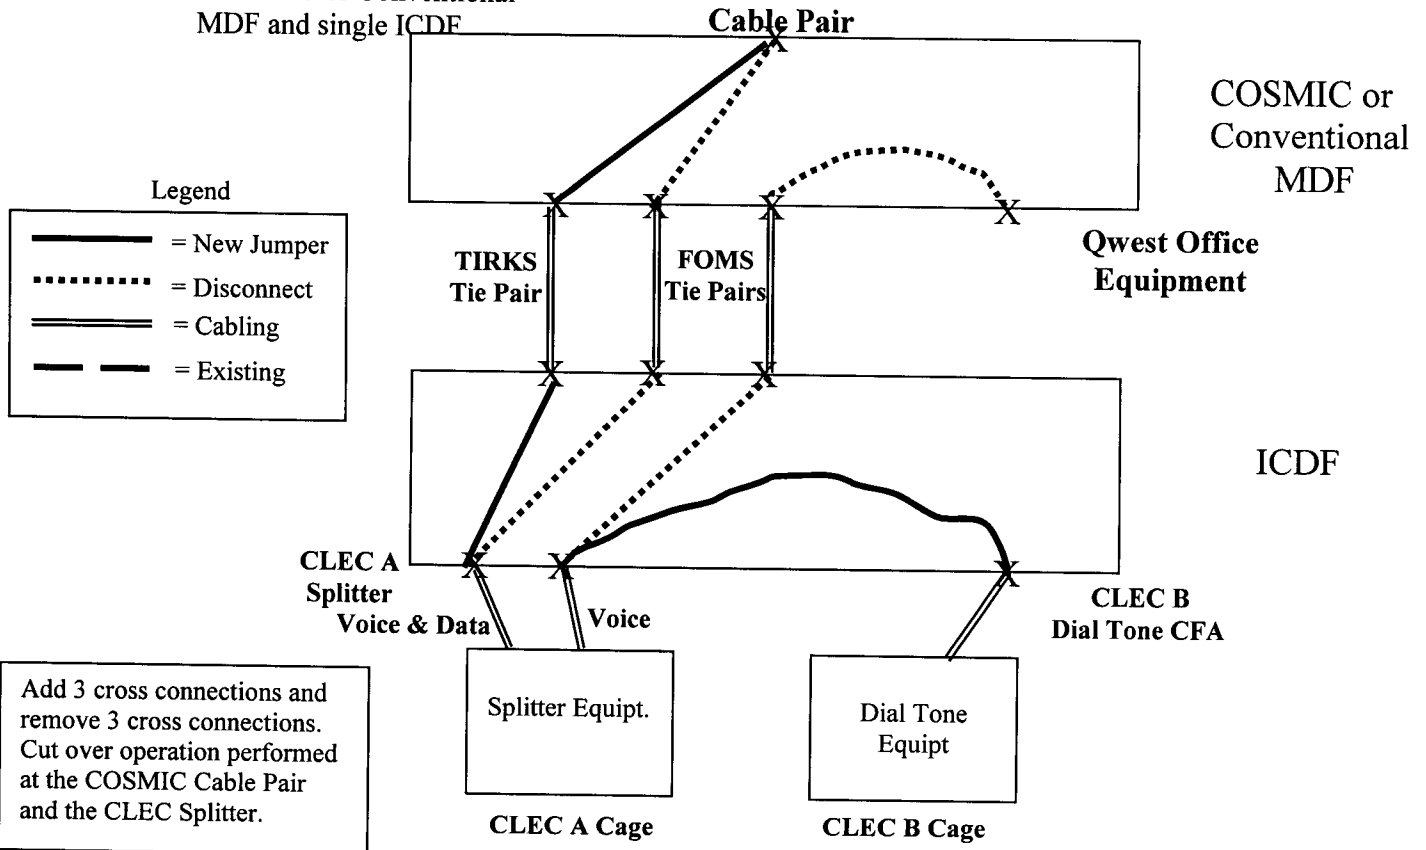 MDF and single ICDF
Cable Pair
COSMIC or
Conventional
MDF
Legend
= New Jumper
= Disconnect
= Cabling
= Existing
TIRKS
Tie Pair
FOMS
Tie Pairs
Qwest Office
Equipment
X
X
X
X
X
X
X
X
ICDF
CLEC A
Splitter
Voice & Data
Voice
X
X
X
CLEC B
Dial Tone CFA
Splitter Equipt.
Dial Tone
Equipt
CLEC A Cage
CLEC B Cage
Add 3 cross connections and
remove 3 cross connections.
Cut over operation performed
at the COSMIC Cable Pair
and the CLEC Splitter.